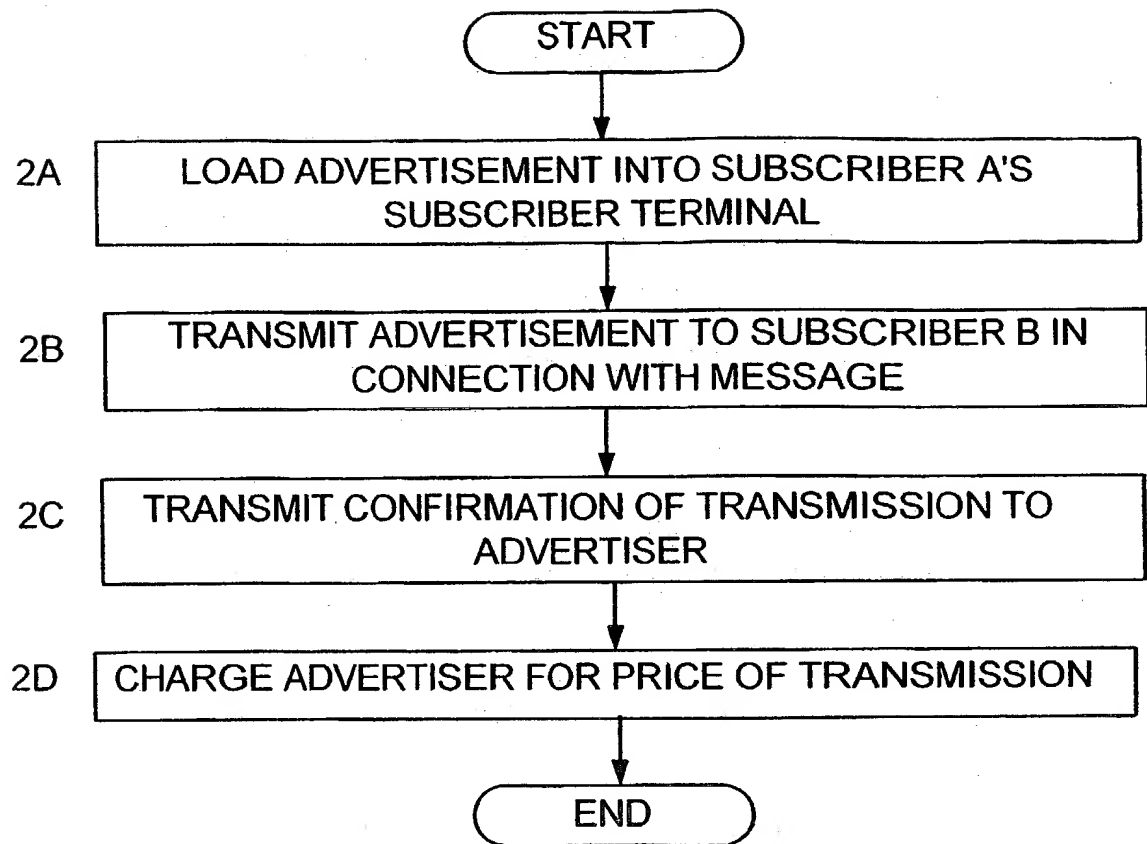 START
2A
LOAD ADVERTISEMENT INTO SUBSCRIBER A'S
SUBSCRIBER TERMINAL
2B
TRANSMIT ADVERTISEMENT TO SUBSCRIBER B IN
CONNECTION WITH MESSAGE
2C
TRANSMIT CONFIRMATION OF TRANSMISSION TO
ADVERTISER
2D
CHARGE ADVERTISER FOR PRICE OF TRANSMISSION
END